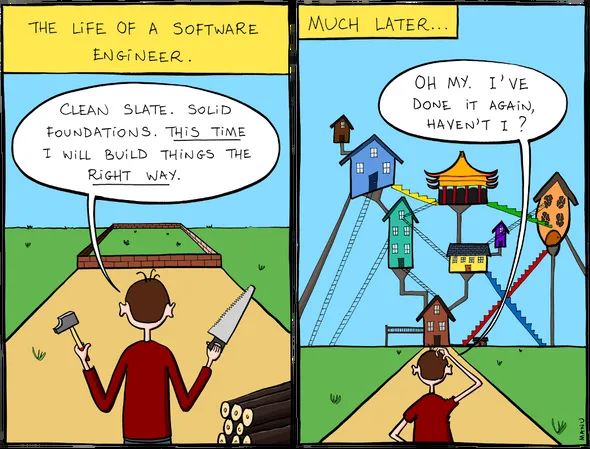 THE LIFE OF A SOFTWARE
ENGINEER.
CLEAN SLATE. SOLID
FOUNDATIONS. THIS TIME
I WILL BUILD THINGS THE
RIGHT WAY.
MUCH LATER...
OH MY. I'VE
DONE IT AGAIN,
HAVEN'T I ?
MANU